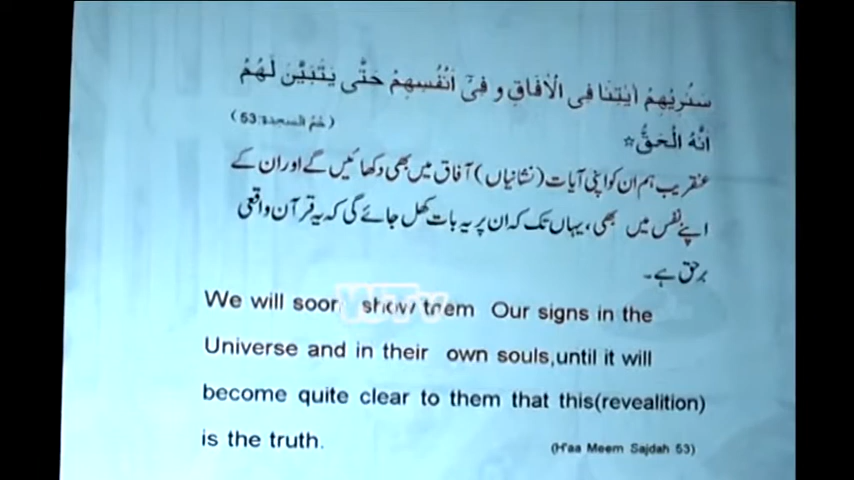 سَنُرِيْهِمْ اٰيٰتِنَا فِى الْاٰفَاقِ وَ فِىْٓ اَنْفُسِهِمْ حَتّٰى يَتَبَيَّنَ لَهُمْ
اَنَّهُ الْحَقُّ☆
(حٰمٓ السجدة:53)
عنقریب ہم ان کو اپنی آیات (نشانیاں) آفاق میں بھی دکھائیں گے اور ان کے
اپنے نفس میں بھی، یہاں تک کہ ان پر یہ بات کھل جائے گی کہ یہ قرآن واقعی
برحق ہے۔
We will soon show them Our signs in the
WTv
Universe and in their own souls,until it will
become quite clear to them that this(revealition)
is the truth.
(H'aa Meem Sajdah 53)